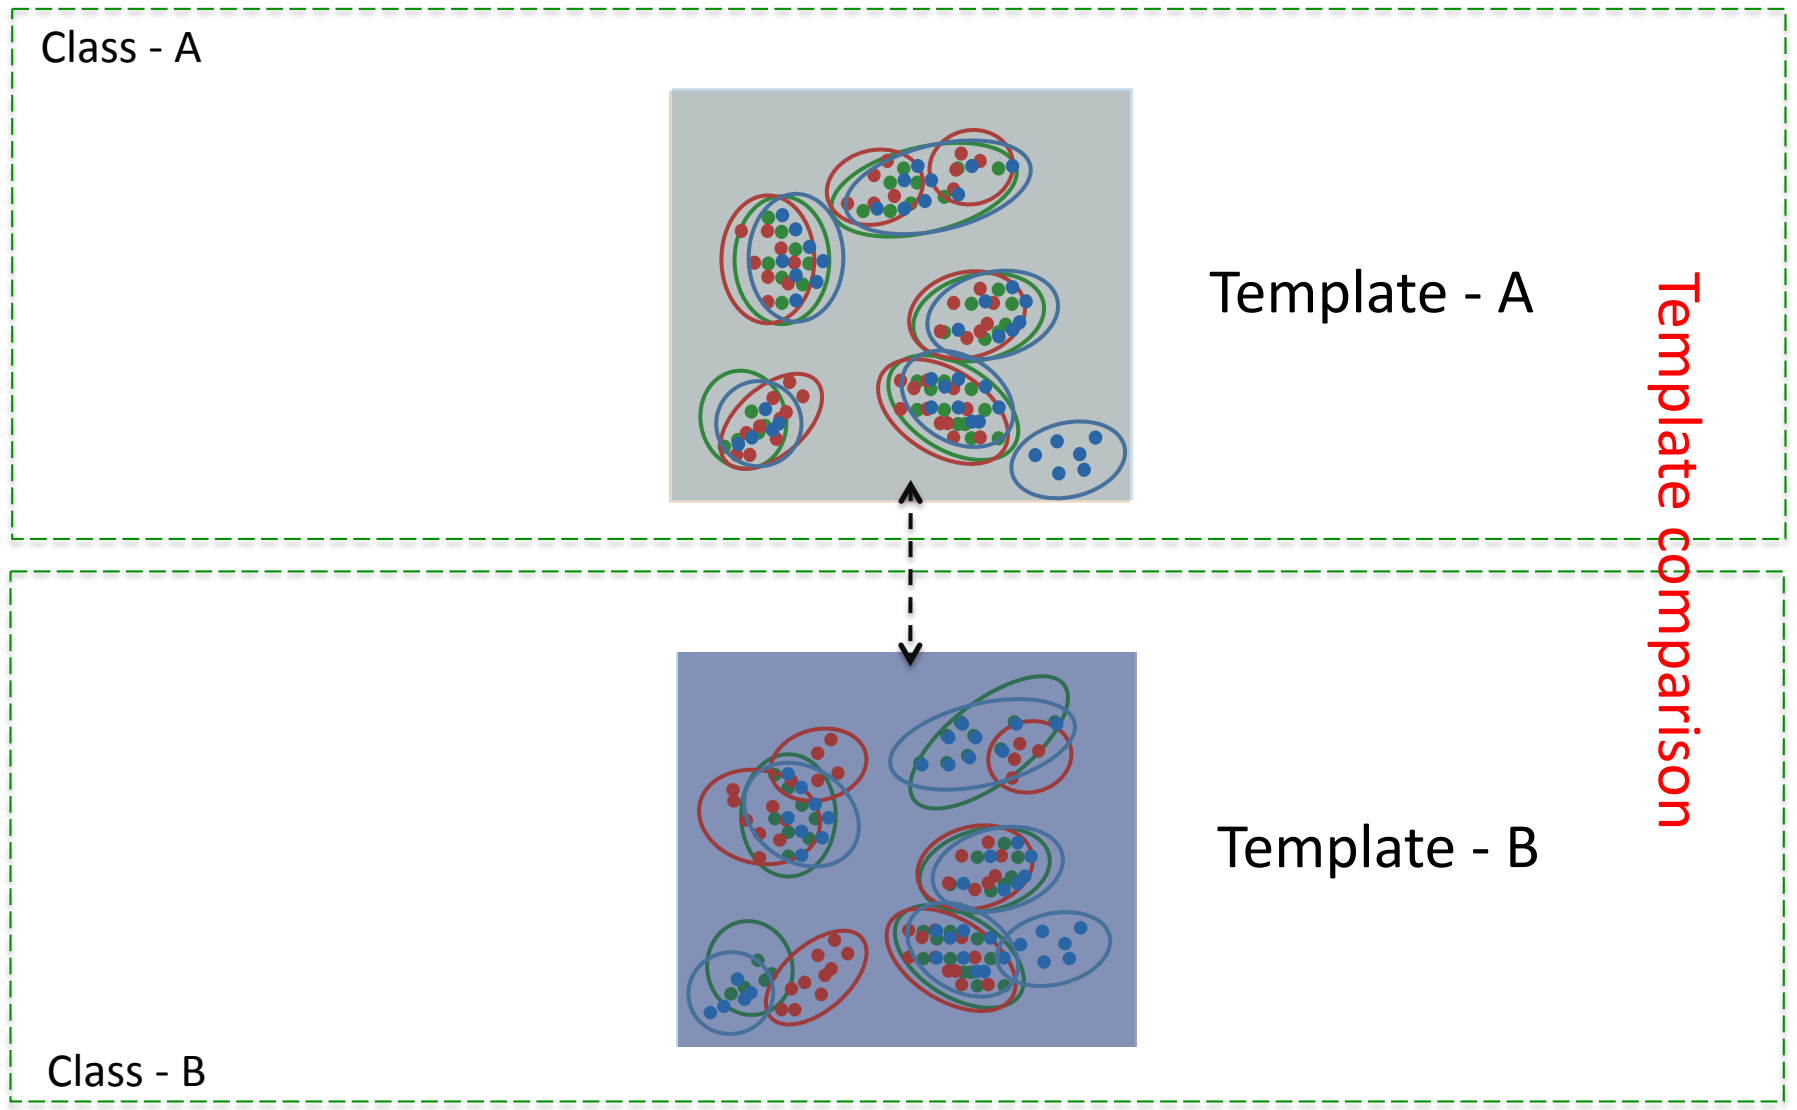 Class - A
Template - A
Template comparison
Template - B
Class - B